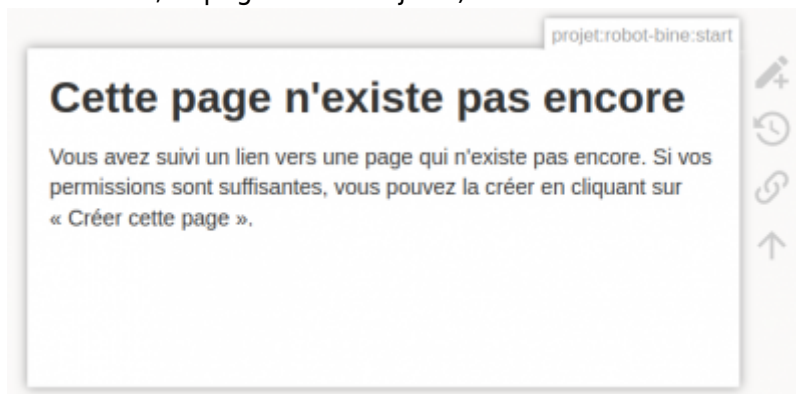 projet:robot-bine:start
Cette page n'existe pas encore
Vous avez suivi un lien vers une page qui n'existe pas encore. Si vos
permissions sont suffisantes, vous pouvez la créer en cliquant sur
« Créer cette page ».